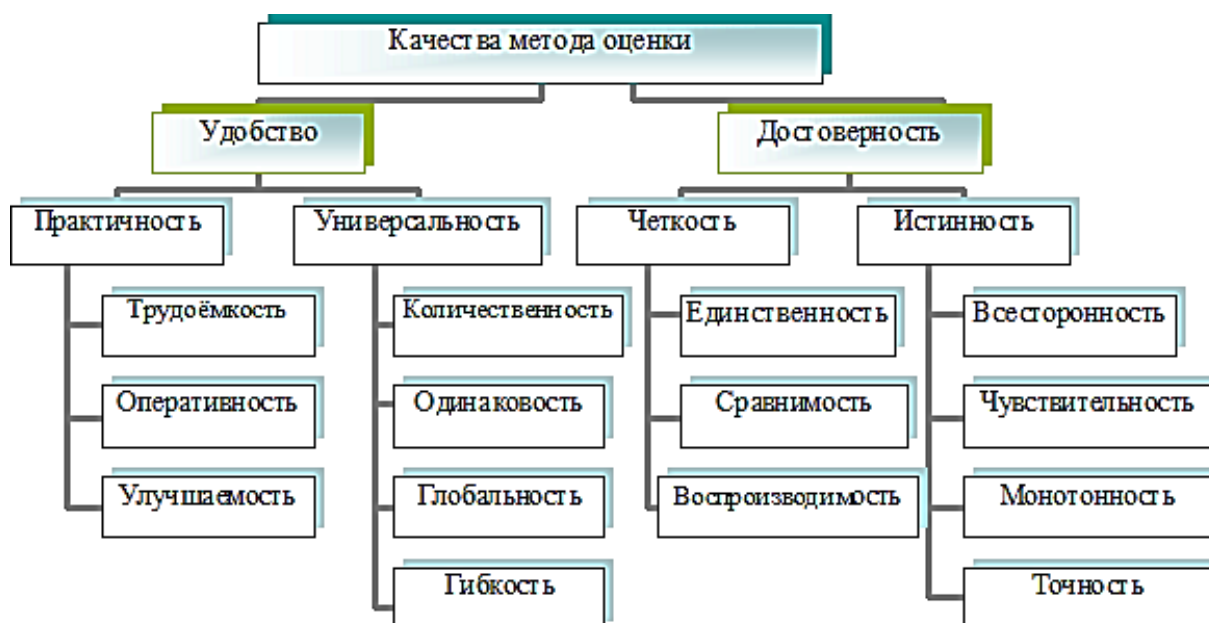 Качества метода оценки
Удобство
Достоверность
Практичность
Универсальность
Четкость
Истинность
Трудоёмкость
Количественность
Единственность
Всесторонность
Оперативность
Одинаковость
Сравнимость
Чувствительность
Улучшаемость
Глобальность
Воспроизводимость
Монотонность
Гибкость
Точность